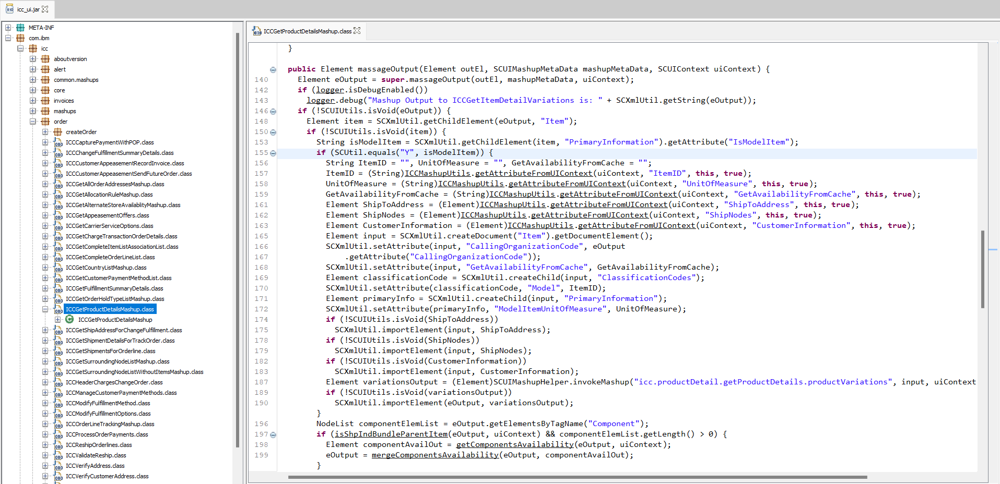 icc_ui.jar
META-INF
com.ibm
icc
aboutversion
alert
common.mashups
core
invoices
mashups
order
createOrder
ICCCapturePaymentWithPOP.class
ICCChangeFulfillmentSummaryDetails.class
ICCCustomerAppeasementRecordInvoice.class
ICCCustomerAppeasementSendFutureOrder.class
ICCGetAllOrderAddressesMashup.class
ICCGetAllocationRuleMashup.class
ICCGetAlternateStoreAvailablityMashup.class
ICCGetAppeasementOffers.class
ICCGetCarrierServiceOptions.class
ICCGetChargeTransactionOrderDetails.class
ICCGetCompleteItemListAssociationList.class
ICCGetCompleteOrderLineList.class
ICCGetCountryListMashup.class
ICCGetCustomerPaymentMethodList.class
ICCGetFulfillmentSummaryDetails.class
ICCGetOrderHoldTypeListMashup.class
ICCGetProductDetailsMashup.class
ICCGetProductDetailsMashup
ICCGetShipAddressForChangeFulfillment.class
ICCGetShipmentDetailsForTrackOrder.class
ICCGetShipmentsForOrderline.class
ICCGetSurroundingNodeListMashup.class
ICCGetSurroundingNodeListWithoutItemsMashup.class
ICCHeaderChargesChangeOrder.class
ICCManageCustomerPaymentMethods.class
ICCModifyFulfillmentMethod.class
ICCModifyFulfillmentOptions.class
ICCOrderLineTrackingMashup.class
ICCProcessOrderPayments.class
ICCReshipOrderlines.class
ICCValidateReship.class
ICCVerifyAddress.class
ICCVerifyCustomerAddress.class
ICCGetProductDetailsMashup.class
}
public Element massageOutput(Element outEl, SCUIMashupMetaData mashupMetaData, SCUIContext uiContext) {
140 Element eOutput = super.massageOutput(outEl, mashupMetaData, uiContext);
142 if (logger.isDebugEnabled())
143 logger.debug("Mashup Output to ICCGetItemDetailVariations is: " + SCXmlUtil.getString(eOutput));
146 if (!SCUIUtils.isVoid(eOutput)) {
148 Element item = SCXmlUtil.getChildElement(eOutput, "Item");
150 if (!SCUIUtils.isVoid(item)) {
153 String isModelItem = SCXmlUtil.getChildElement(item, "PrimaryInformation").getAttribute("IsModelItem");
155 if (SCUtil.equals("Y", isModelItem)) {
156 String ItemID = "", UnitOfMeasure = "", GetAvailabilityFromCache = "";
157 ItemID = (String)ICCMashupUtils.getAttributeFromUIContext(uiContext, "ItemID", this, true);
158 UnitOfMeasure = (String)ICCMashupUtils.getAttributeFromUIContext(uiContext, "UnitOfMeasure", this, true);
159 GetAvailabilityFromCache = (String)ICCMashupUtils.getAttributeFromUIContext(uiContext, "GetAvailabilityFromCache", this, true);
161 Element ShipToAddress = (Element)ICCMashupUtils.getAttributeFromUIContext(uiContext, "ShipToAddress", this, true);
162 Element ShipNodes = (Element)ICCMashupUtils.getAttributeFromUIContext(uiContext, "ShipNodes", this, true);
163 Element CustomerInformation = (Element)ICCMashupUtils.getAttributeFromUIContext(uiContext, "CustomerInformation", this, true);
165 Element input = SCXmlUtil.createDocument("Item").getDocumentElement();
166 SCXmlUtil.setAttribute(input, "CallingOrganizationCode", eOutput
167 .getAttribute("CallingOrganizationCode"));
168 SCXmlUtil.setAttribute(input, "GetAvailabilityFromCache", GetAvailabilityFromCache);
169 Element classificationCode = SCXmlUtil.createChild(input, "ClassificationCodes");
170 SCXmlUtil.setAttribute(classificationCode, "Model", ItemID);
171 Element primaryInfo = SCXmlUtil.createChild(input, "PrimaryInformation");
172 SCXmlUtil.setAttribute(primaryInfo, "ModelItemUnitOfMeasure", UnitOfMeasure);
174 if (!SCUIUtils.isVoid(ShipToAddress))
175 SCXmlUtil.importElement(input, ShipToAddress);
178 if (!SCUIUtils.isVoid(ShipNodes))
179 SCXmlUtil.importElement(input, ShipNodes);
182 if (!SCUIUtils.isVoid(CustomerInformation))
183 SCXmlUtil.importElement(input, CustomerInformation);
187 Element variationsOutput = (Element)SCUIMashupHelper.invokeMashup("icc.productDetail.getProductDetails.productVariations", input, uiContext
189 if (!SCUIUtils.isVoid(variationsOutput))
190 SCXmlUtil.importElement(eOutput, variationsOutput);
}
196 NodeList componentElemList = eOutput.getElementsByTagName("Component");
197 if (isShpIndBundleParentItem(eOutput, uiContext) && componentElemList.getLength() > 0) {
198 Element componentAvailOut = getComponentsAvailability(eOutput, uiContext);
199 eOutput = mergeComponentsAvailability(eOutput, componentAvailOut);
}